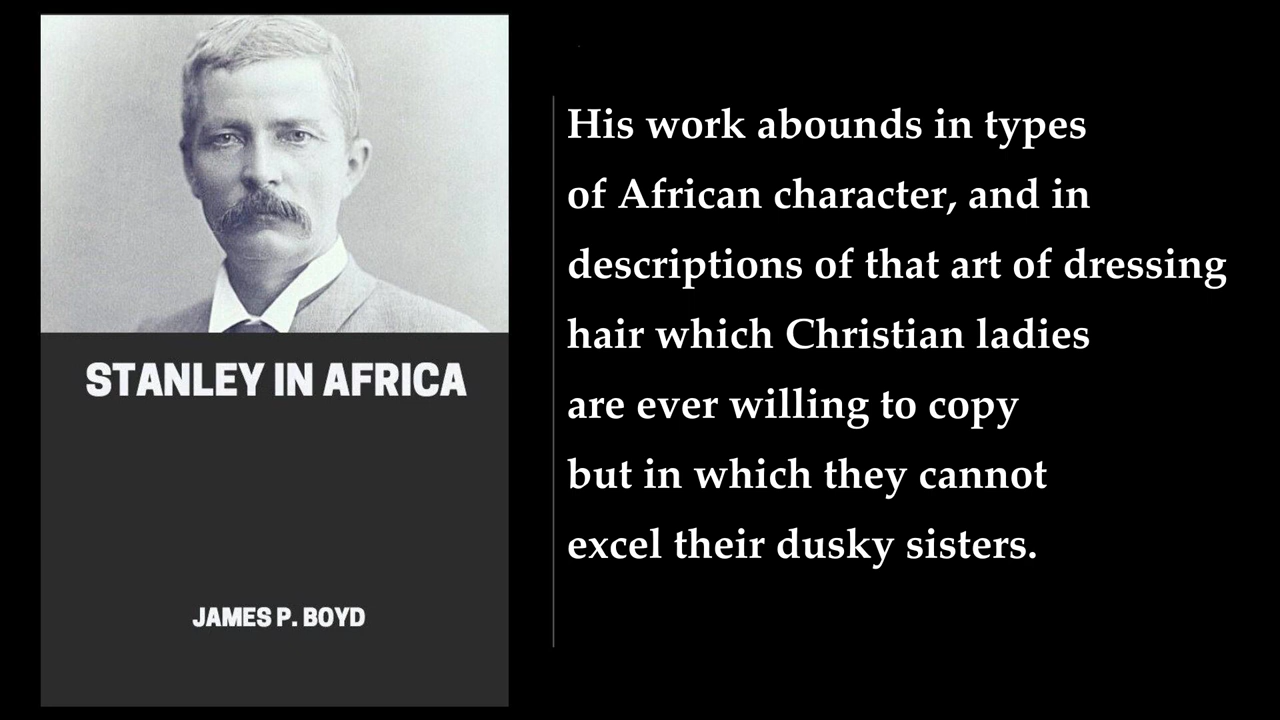 STANLEY IN AFRICA
JAMES P. BOYD
His work abounds in types
of African character, and in
descriptions of that art of dressing
hair which Christian ladies
are ever willing to copy
but in which they cannot
excel their dusky sisters.